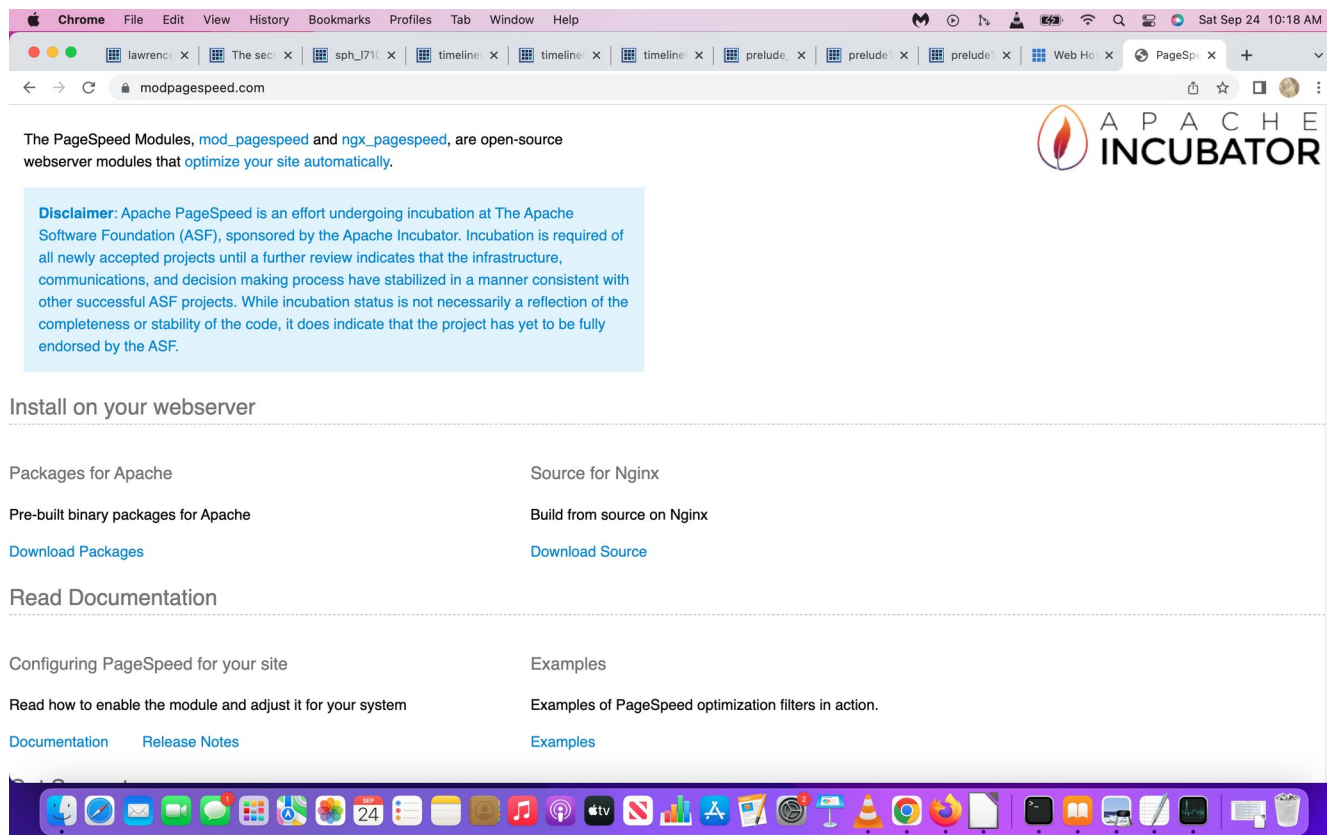 Chrome File Edit View History Bookmarks Profiles Tab Window Help Sat Sep 24 10:18 AM
lawrence The sec sph_l710 timeline timeline timeline prelude_ prelude prelude Web Ho PageSpe
modpagespeed.com
The PageSpeed Modules, mod_pagespeed and ngx_pagespeed, are open-source
webserver modules that optimize your site automatically.
APACHE
INCUBATOR
Disclaimer: Apache PageSpeed is an effort undergoing incubation at The Apache
Software Foundation (ASF), sponsored by the Apache Incubator. Incubation is required of
all newly accepted projects until a further review indicates that the infrastructure,
communications, and decision making process have stabilized in a manner consistent with
other successful ASF projects. While incubation status is not necessarily a reflection of the
completeness or stability of the code, it does indicate that the project has yet to be fully
endorsed by the ASF.
Install on your webserver
Packages for Apache Source for Nginx
Pre-built binary packages for Apache Build from source on Nginx
Download Packages Download Source
Read Documentation
Configuring PageSpeed for your site Examples
Read how to enable the module and adjust it for your system Examples of PageSpeed optimization filters in action.
Documentation Release Notes Examples
1 SEP 24 tv 2